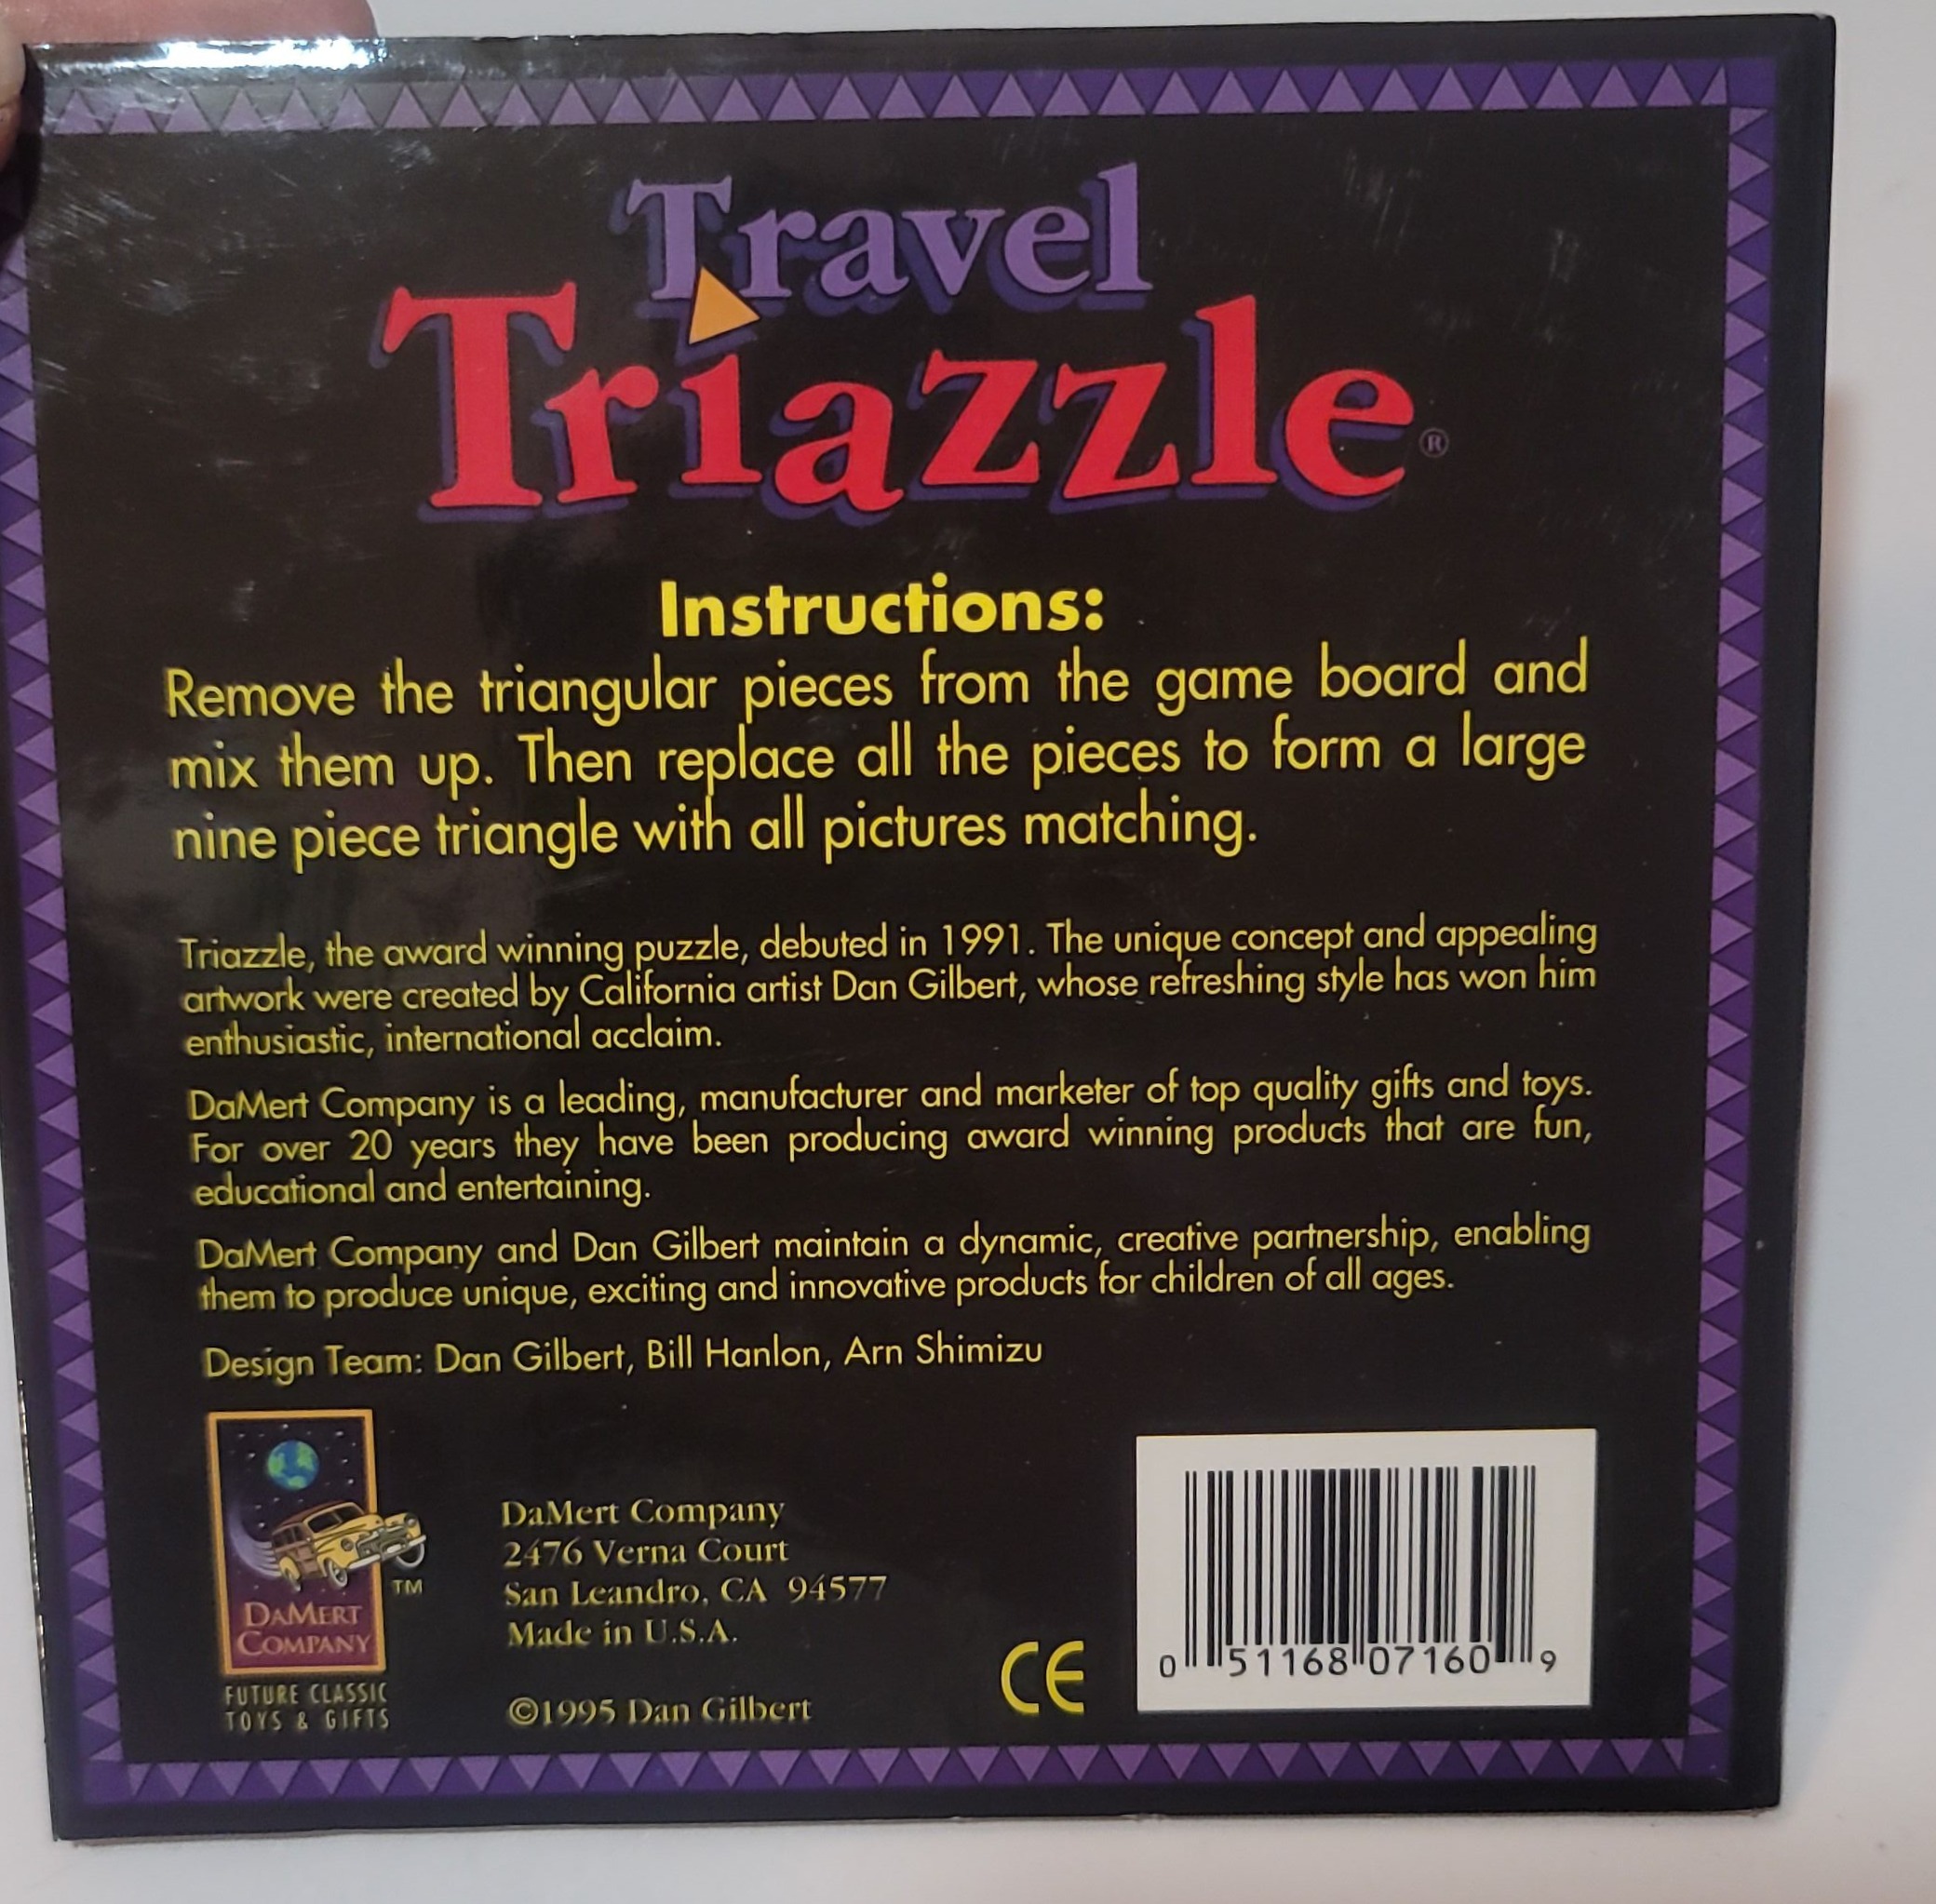 Travel
Triazzle®
Instructions:
Remove the triangular pieces from the game board and
mix them up. Then replace all the pieces to form a large
nine piece triangle with all pictures matching.
Triazzle, the award winning puzzle, debuted in 1991. The unique concept and appealing
artwork were created by California artist Dan Gilbert, whose refreshing style has won him
enthusiastic, international acclaim.
DaMert Company is a leading, manufacturer and marketer of top quality gifts and toys.
For over 20 years they have been producing award winning products that are fun,
educational and entertaining.
DaMert Company and Dan Gilbert maintain a dynamic, creative partnership, enabling
them to produce unique, exciting and innovative products for children of all ages.
Design Team: Dan Gilbert, Bill Hanlon, Arn Shimizu
TM
DAMERT
COMPANY
FUTURE CLASSIC
TOYS & GIFTS
DaMert Company
2476 Verna Court
San Leandro, CA 94577
Made in U.S.A.
©1995 Dan Gilbert
CE
0 51168 07160 9